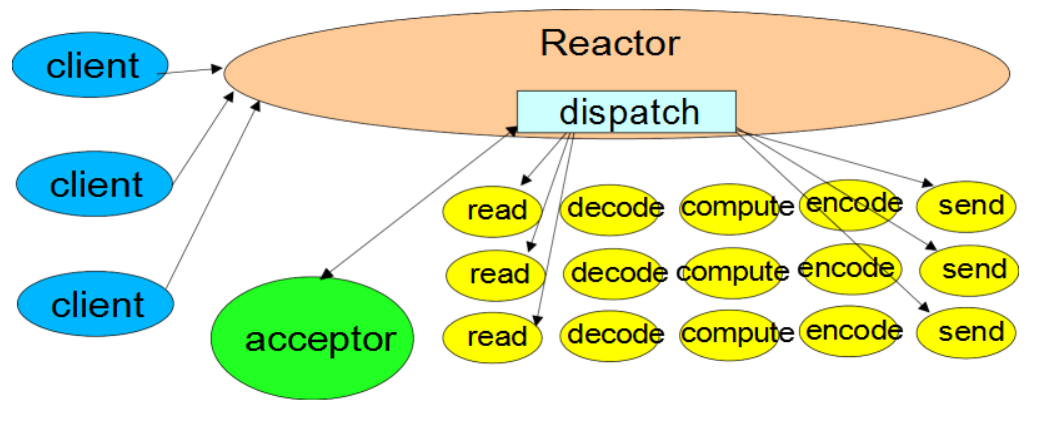 Reactor
client
dispatch
client
read decode compute encode send
read decode compute encode send
client
acceptor
read decode compute encode send